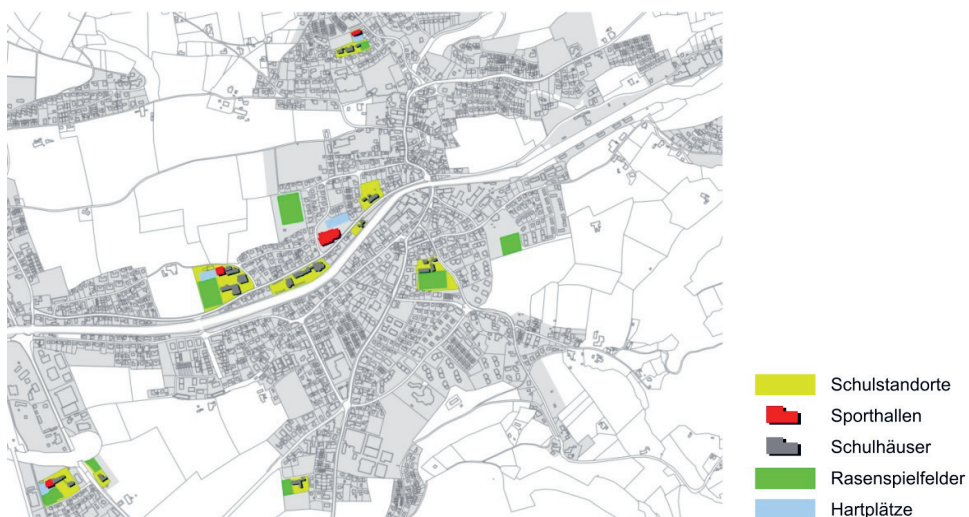 Schulstandorte
Sporthallen
Schulhäuser
Rasenspielfelder
Hartplätze